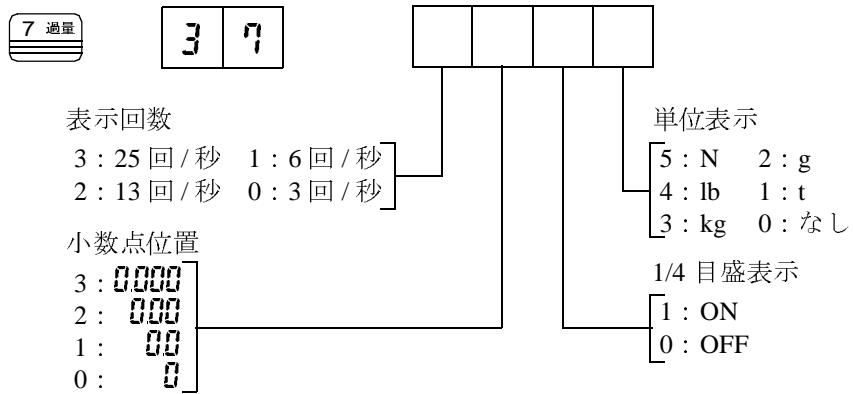 7 過量
3 7
表示回数
3 : 25 回 / 秒 1 : 6 回 / 秒
2 : 13 回 / 秒 0 : 3 回 / 秒
小数点位置
3 : 0.000
2 : 0.00
1 : 0.0
0 : 0
単位表示
5 : N 2 : g
4 : lb 1 : t
3 : kg 0 : なし
1/4 目盛表示
1 : ON
0 : OFF